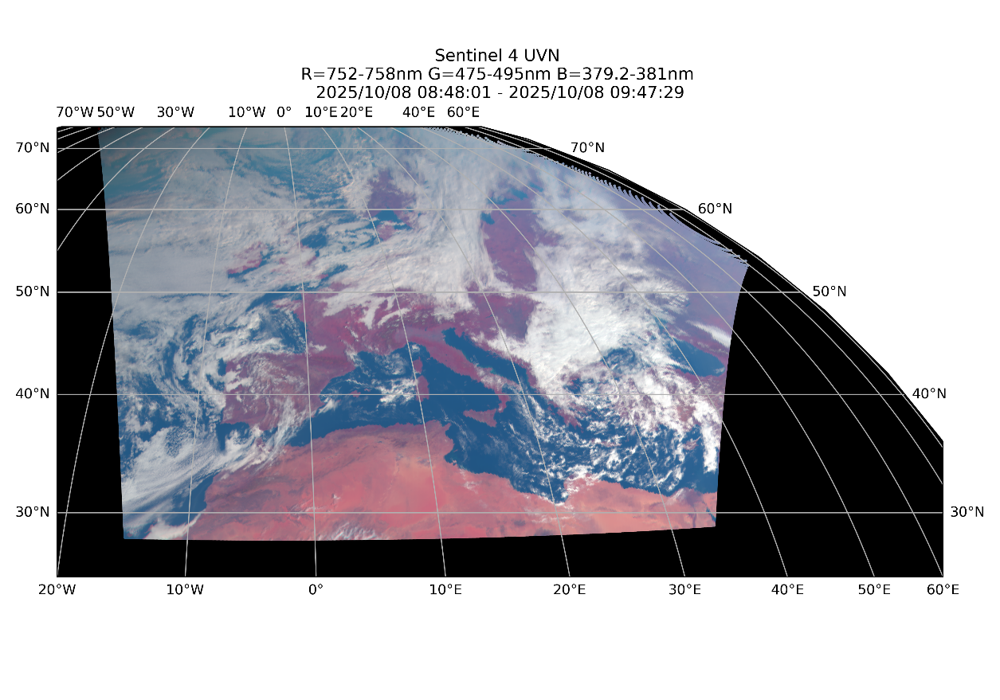 Sentinel 4 UVN
R=752-758nm G=475-495nm B=379.2-381nm
2025/10/08 08:48:01 - 2025/10/08 09:47:29
70°W 50°W 30°W 10°W 0° 10°E 20°E 40°E 60°E
70°N 70°N
60°N 60°N
50°N 50°N
40°N 40°N
30°N 30°N
20°W 10°W 0° 10°E 20°E 30°E 40°E 50°E 60°E